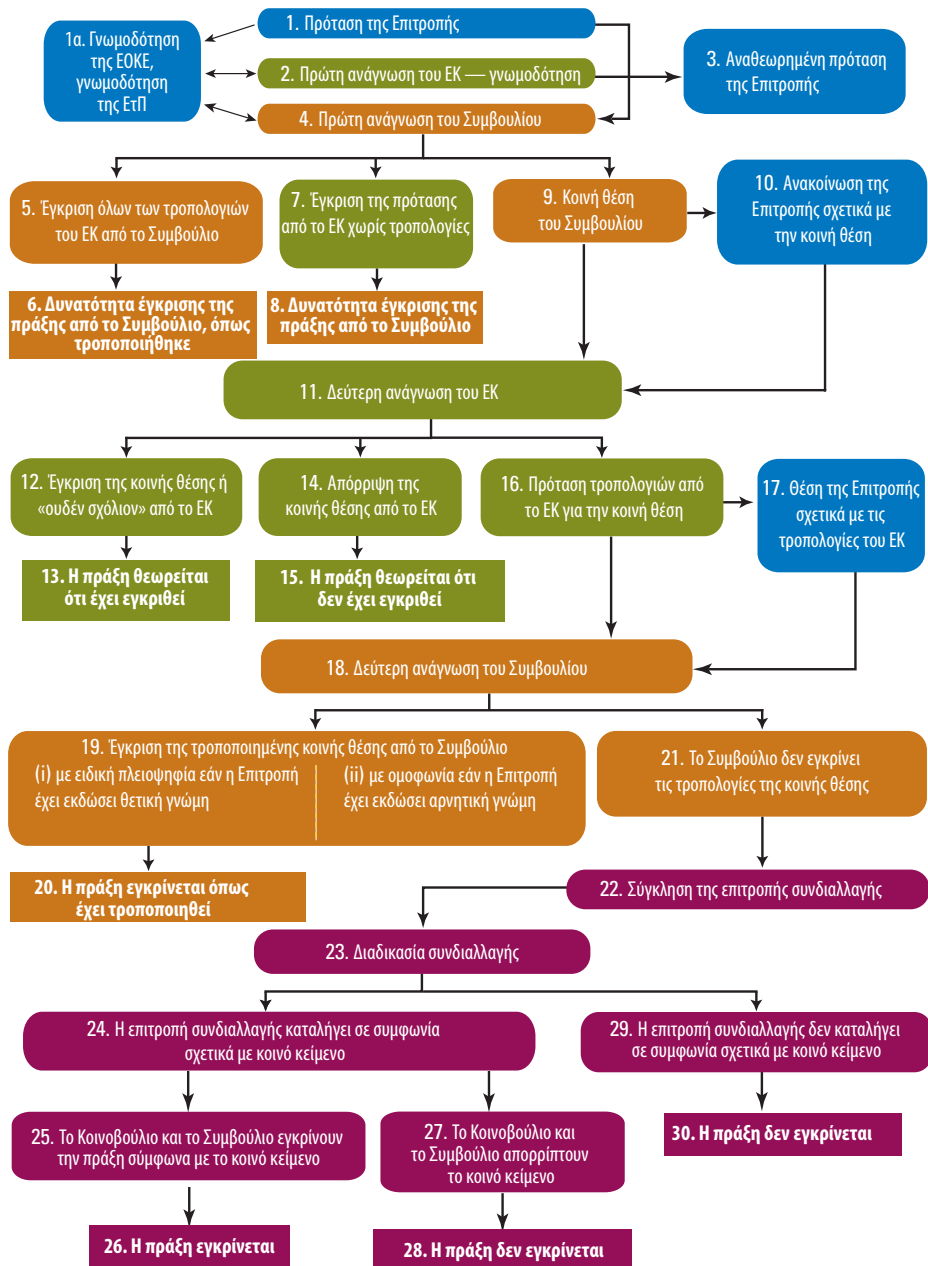 1. Πρόταση της Επιτροπής
1α. Γνωμοδότηση
της ΕΟΚΕ,
γνωμοδότηση
της ΕτΠ
2. Πρώτη ανάγνωση του ΕΚ — γνωμοδότηση
3. Αναθεωρημένη πρόταση
της Επιτροπής
4. Πρώτη ανάγνωση του Συμβουλίου
5. Έγκριση όλων των τροπολογιών
του ΕΚ από το Συμβούλιο
6. Δυνατότητα έγκρισης της
πράξης από το Συμβούλιο, όπως
τροποποιήθηκε
7. Έγκριση της πρότασης
από το ΕΚ χωρίς τροπολογίες
8. Δυνατότητα έγκρισης της
πράξης από το Συμβούλιο
9. Κοινή θέση
του Συμβουλίου
10. Ανακοίνωση της
Επιτροπής σχετικά με
την κοινή θέση
11. Δεύτερη ανάγνωση του ΕΚ
12. Έγκριση της κοινής θέσης ή
«ουδέν σχόλιον» από το ΕΚ
13. Η πράξη θεωρείται
ότι έχει εγκριθεί
14. Απόρριψη της
κοινής θέσης από το ΕΚ
15. Η πράξη θεωρείται ότι
δεν έχει εγκριθεί
16. Πρόταση τροπολογιών από
το ΕΚ για την κοινή θέση
17. Θέση της Επιτροπής
σχετικά με τις
τροπολογίες του ΕΚ
18. Δεύτερη ανάγνωση του Συμβουλίου
19. Έγκριση της τροποποιημένης κοινής θέσης από το Συμβούλιο
(i) με ειδική πλειοψηφία εάν η Επιτροπή
έχει εκδώσει θετική γνώμη
(ii) με ομοφωνία εάν η Επιτροπή
έχει εκδώσει αρνητική γνώμη
20. Η πράξη εγκρίνεται όπως
έχει τροποποιηθεί
21. Το Συμβούλιο δεν εγκρίνει
τις τροπολογίες της κοινής θέσης
22. Σύγκληση της επιτροπής συνδιαλλαγής
23. Διαδικασία συνδιαλλαγής
24. Η επιτροπή συνδιαλλαγής καταλήγει σε συμφωνία
σχετικά με κοινό κείμενο
25. Το Κοινοβούλιο και το Συμβούλιο εγκρίνουν
την πράξη σύμφωνα με το κοινό κείμενο
26. Η πράξη εγκρίνεται
27. Το Κοινοβούλιο και
το Συμβούλιο απορρίπτουν
το κοινό κείμενο
28. Η πράξη δεν εγκρίνεται
29. Η επιτροπή συνδιαλλαγής δεν καταλήγει
σε συμφωνία σχετικά με κοινό κείμενο
30. Η πράξη δεν εγκρίνεται